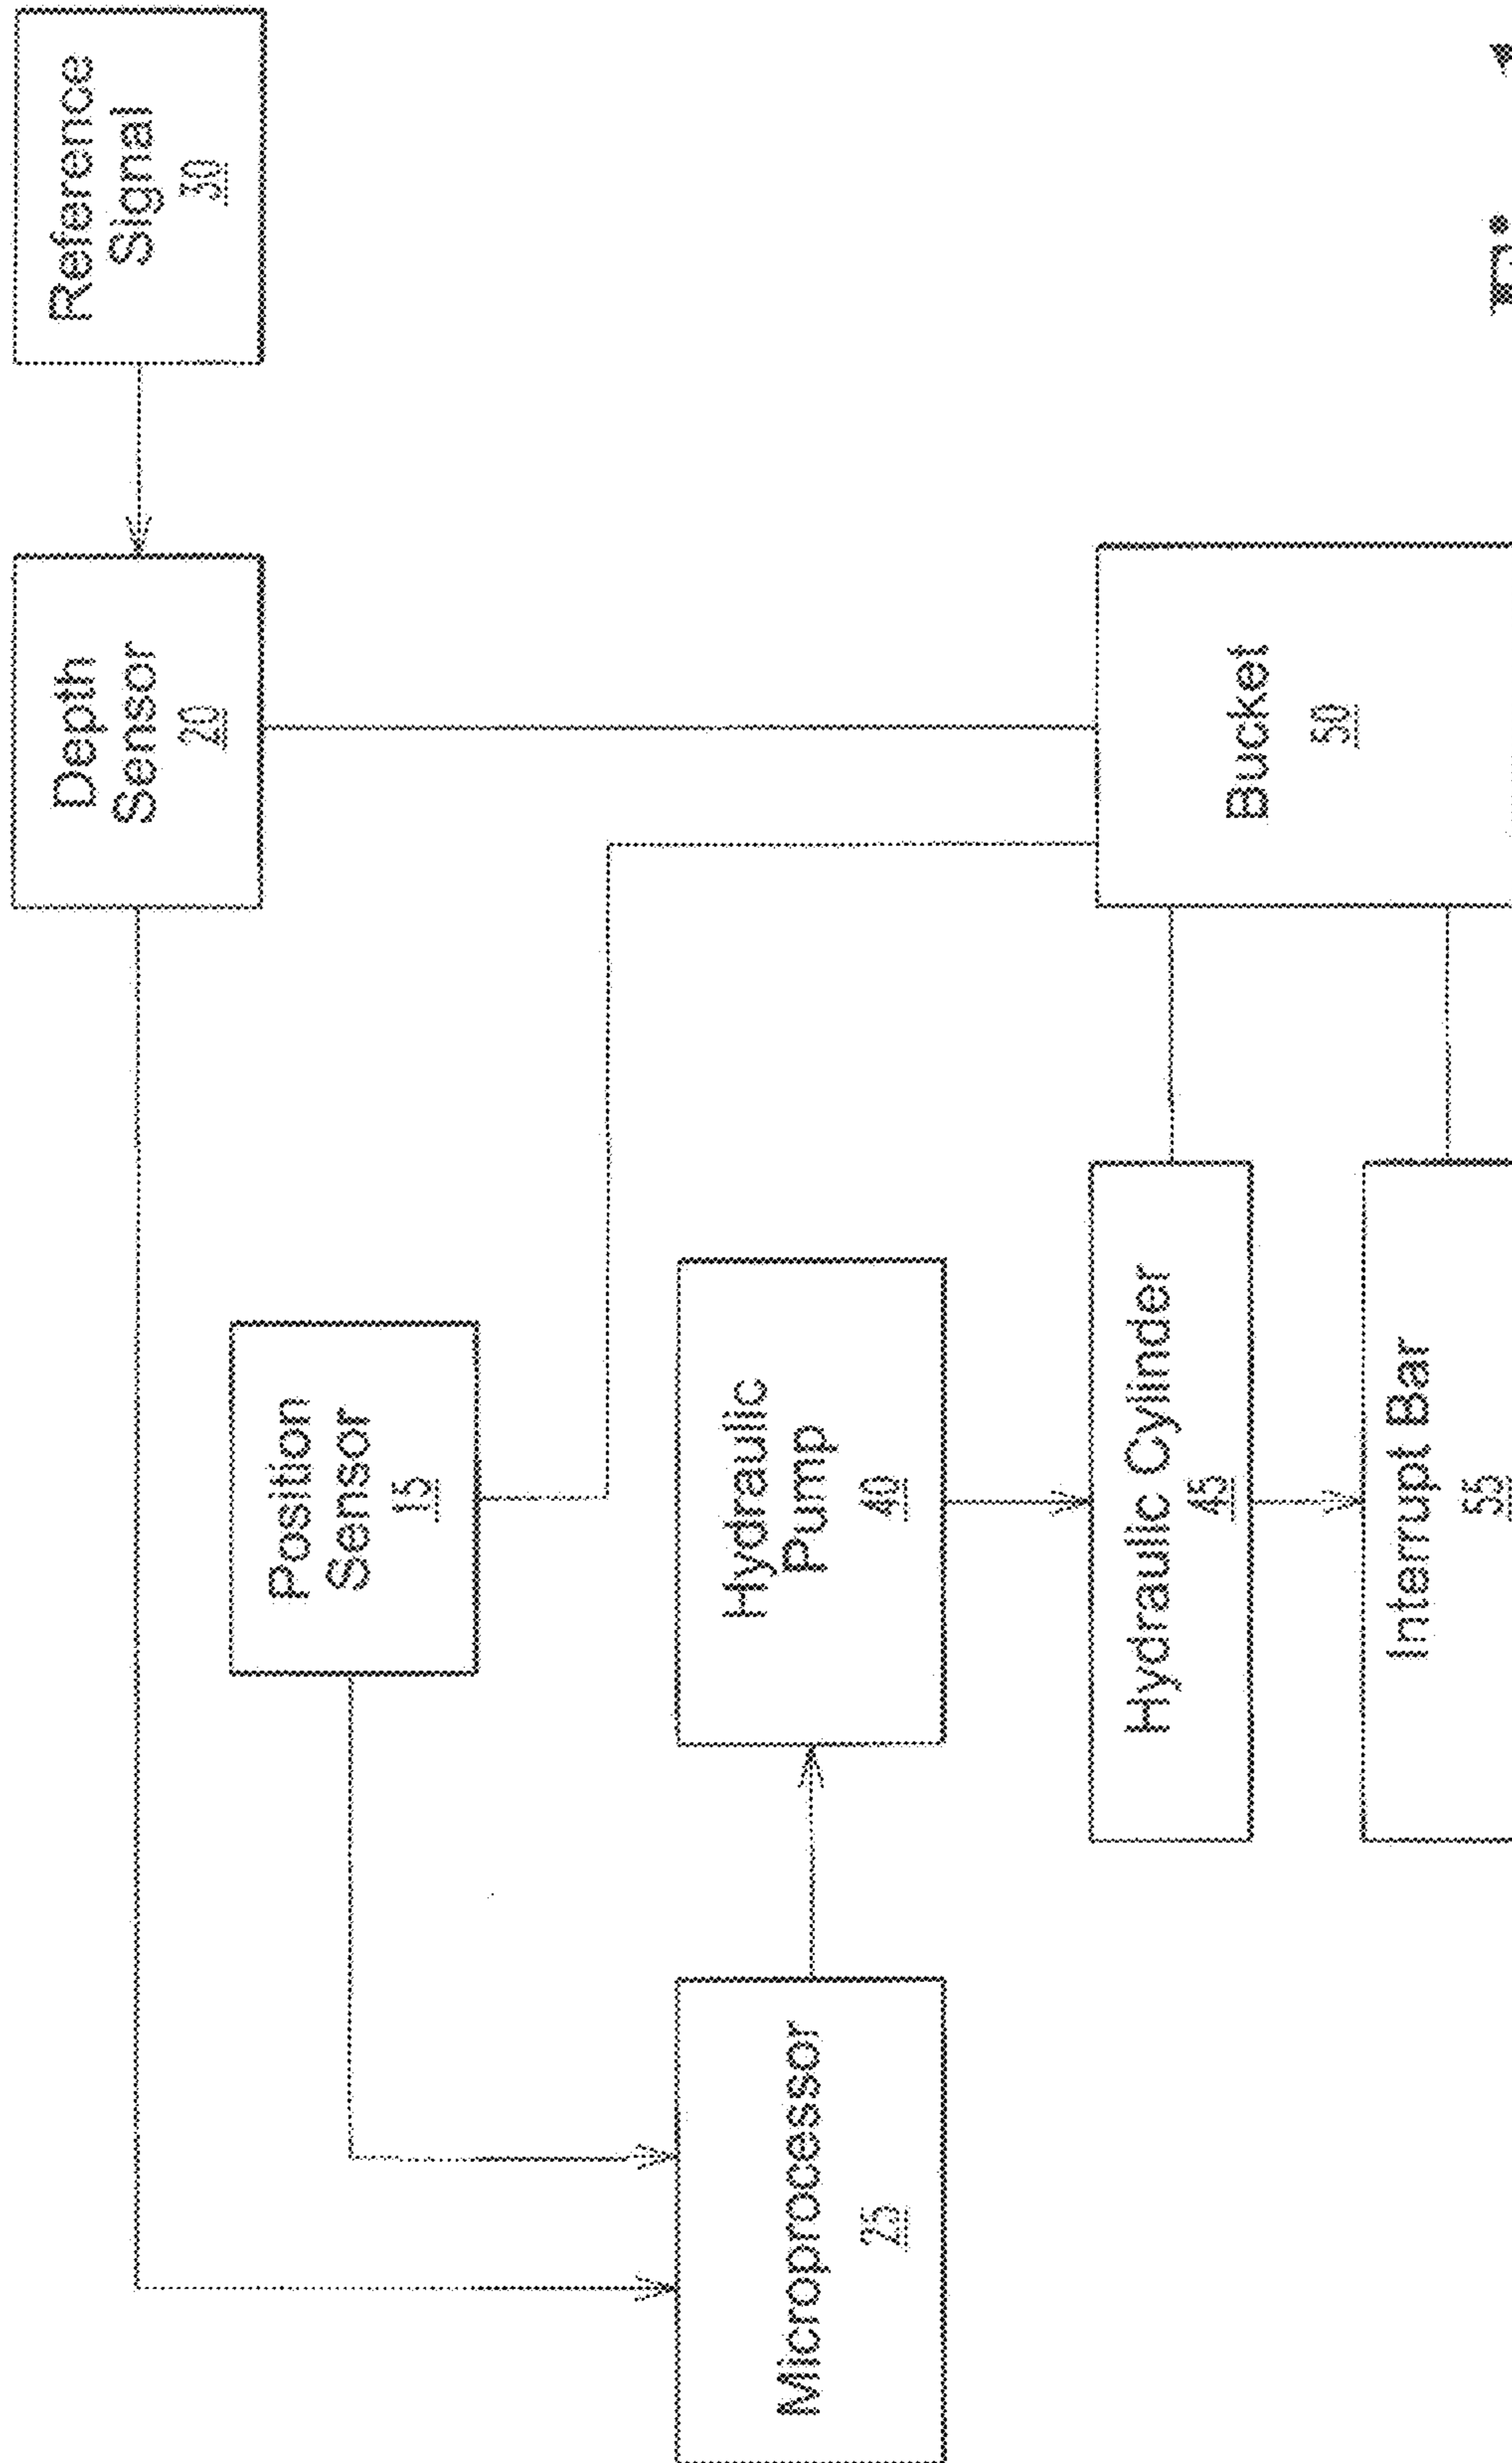 Reference
Signal
30
Depth
Sensor
20
Position
Sensor
15
Microprocessor
25
Hydraulic
Pump
40
Hydraulic Cylinder
45
Interrupt Bar
55
Bucket
50